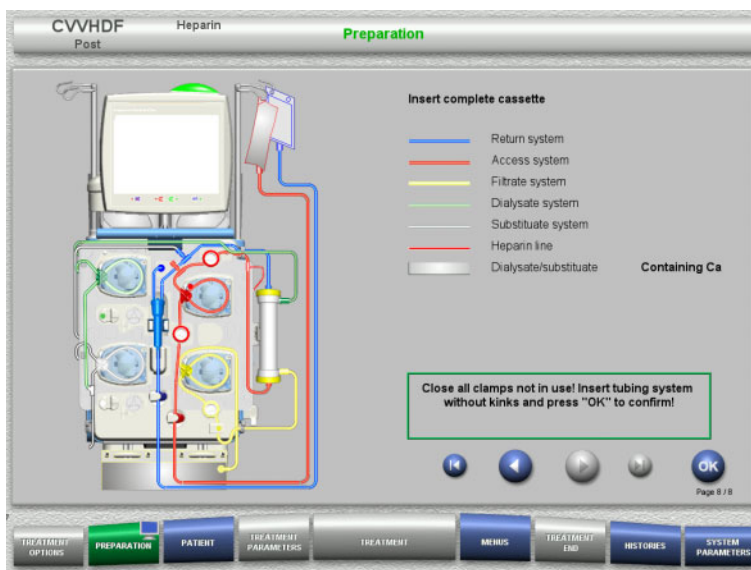 CVVHDF
Heparin
Preparation
Post
Insert complete cassette
Return system
Access system
Filtrate system
Dialysate system
Substituate system
Heparin line
Dialysate/substituate Containing Ca
Close all clamps not in use! Insert tubing system
without kinks and press "OK" to confirm!
OK
Page 8 / 8
TREATMENT
OPTIONS
PREPARATION
PATIENT
TREATMENT
PARAMETERS
TREATMENT
MENUS
TREATMENT
END
HISTORIES
SYSTEM
PARAMETERS